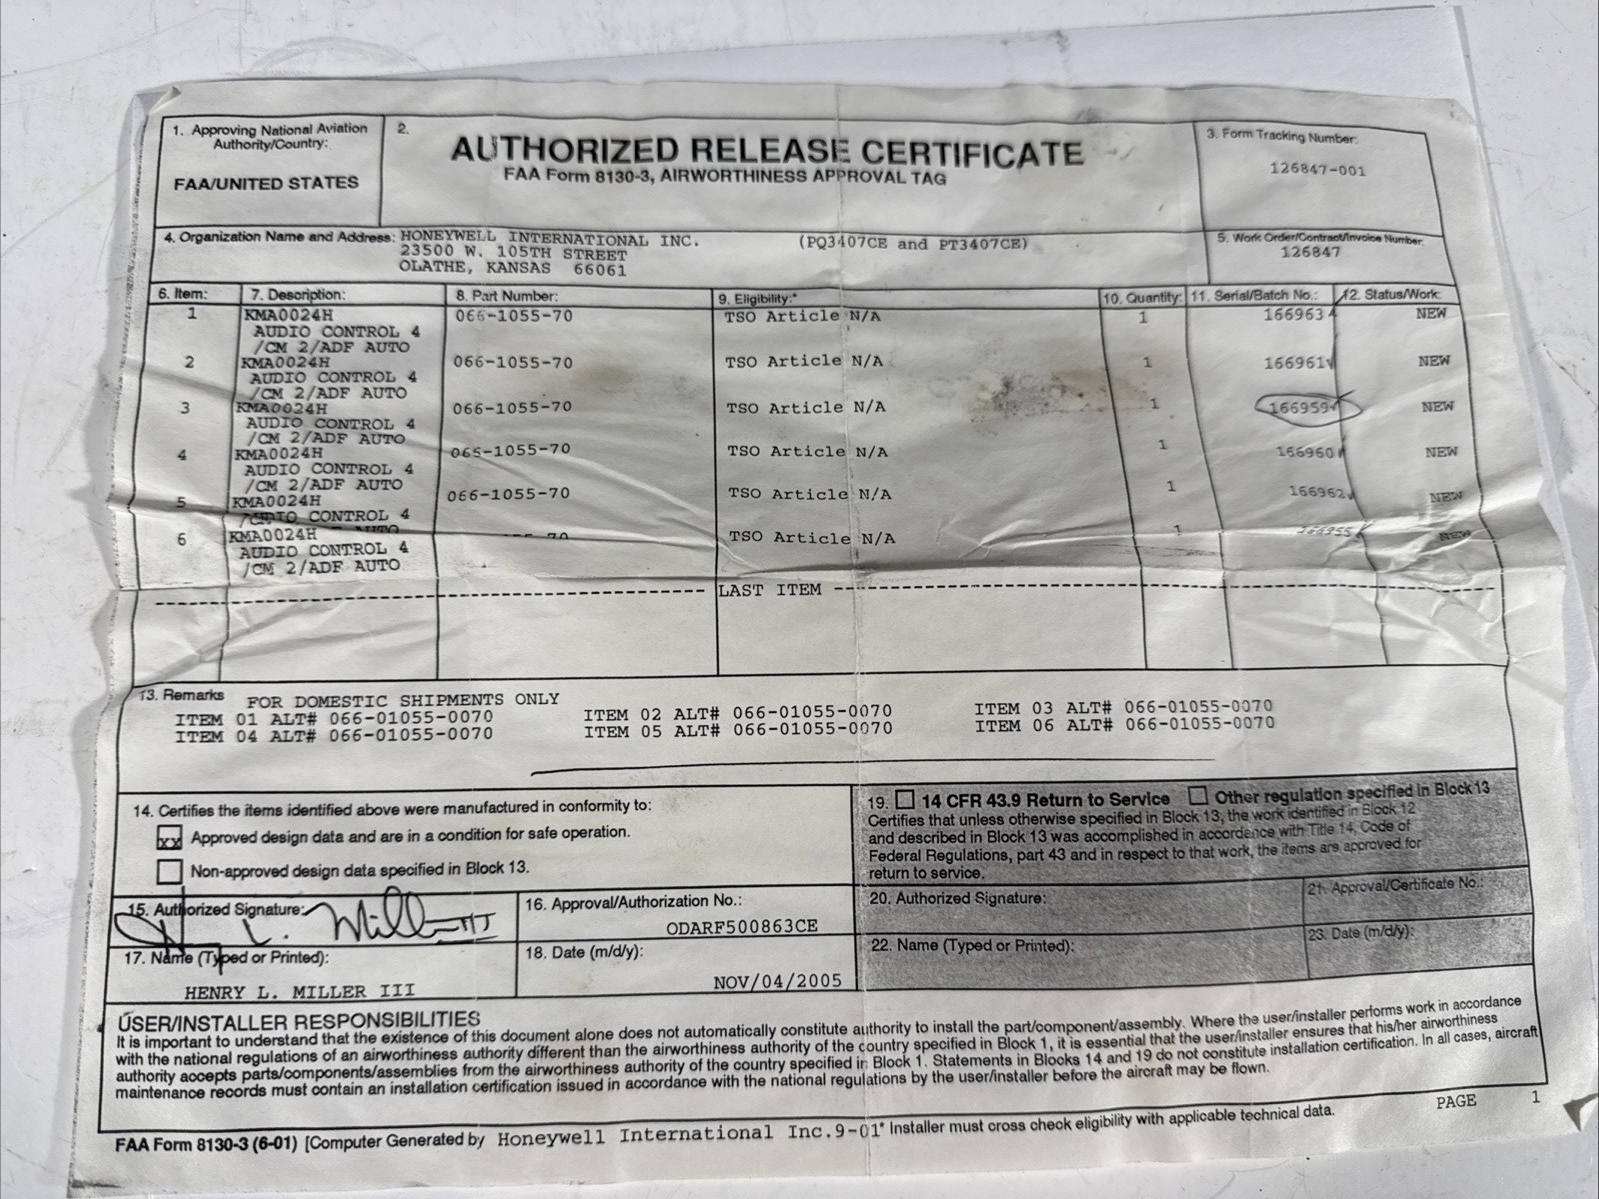 1. Approving National Aviation
Authority/Country:
FAA/UNITED STATES
2.
AUTHORIZED RELEASE CERTIFICATE
FAA Form 8130-3, AIRWORTHINESS APPROVAL TAG
3. Form Tracking Number:
126847-001
4. Organization Name and Address: HONEYWELL INTERNATIONAL INC. (PQ3407CE and PT3407CE)
23500 W. 105TH STREET
OLATHE, KANSAS 66061
5. Work Order/Contract/Invoice Number:
126847
6. Item: 7. Description: 8. Part Number: 9. Eligibility:* 10. Quantity: 11. Serial/Batch No.: 12. Status/Work:
1 KMA0024H 066-1055-70 TSO Article N/A 1 166963 NEW
AUDIO CONTROL 4
/CM 2/ADF AUTO
2 KMA0024H 066-1055-70 TSO Article N/A 1 166961 NEW
AUDIO CONTROL 4
/CM 2/ADF AUTO
3 KMA0024H 066-1055-70 TSO Article N/A 1 166959 NEW
AUDIO CONTROL 4
/CM 2/ADF AUTO
4 KMA0024H 066-1055-70 TSO Article N/A 1 166960 NEW
AUDIO CONTROL 4
/CM 2/ADF AUTO
5 KMA0024H 066-1055-70 TSO Article N/A 1 166962 NEW
CONTROL 4
6 KMA0024H TSO Article N/A 1 166955 NEW
AUDIO CONTROL 4
/CM 2/ADF AUTO
LAST ITEM
13. Remarks FOR DOMESTIC SHIPMENTS ONLY
ITEM 01 ALT# 066-01055-0070 ITEM 02 ALT# 066-01055-0070 ITEM 03 ALT# 066-01055-0070
ITEM 04 ALT# 066-01055-0070 ITEM 05 ALT# 066-01055-0070 ITEM 06 ALT# 066-01055-0070
14. Certifies the items identified above were manufactured in conformity to:
xx Approved design data and are in a condition for safe operation.
Non-approved design data specified in Block 13.
19. 14 CFR 43.9 Return to Service Other regulation specified in Block 13
Certifies that unless otherwise specified in Block 13, the work identified in Block 12
and described in Block 13 was accomplished in accordance with Title 14, Code of
Federal Regulations, part 43 and in respect to that work, the items are approved for
return to service.
15. Authorized Signature:
H L. Miller III
16. Approval/Authorization No.:
ODARF500863CE
20. Authorized Signature:
21. Approval/Certificate No.:
17. Name (Typed or Printed):
HENRY L. MILLER III
18. Date (m/d/y):
NOV/04/2005
22. Name (Typed or Printed):
23. Date (m/d/y):
USER/INSTALLER RESPONSIBILITIES
It is important to understand that the existence of this document alone does not automatically constitute authority to install the part/component/assembly. Where the user/installer performs work in accordance
with the national regulations of an airworthiness authority different than the airworthiness authority of the country specified in Block 1, it is essential that the user/installer ensures that his/her airworthiness
authority accepts parts/components/assemblies from the airworthiness authority of the country specified in Block 1. Statements in Blocks 14 and 19 do not constitute installation certification. In all cases, aircraft
maintenance records must contain an installation certification issued in accordance with the national regulations by the user/installer before the aircraft may be flown.
PAGE 1
FAA Form 8130-3 (6-01) [Computer Generated by Honeywell International Inc.9-01 * Installer must cross check eligibility with applicable technical data.